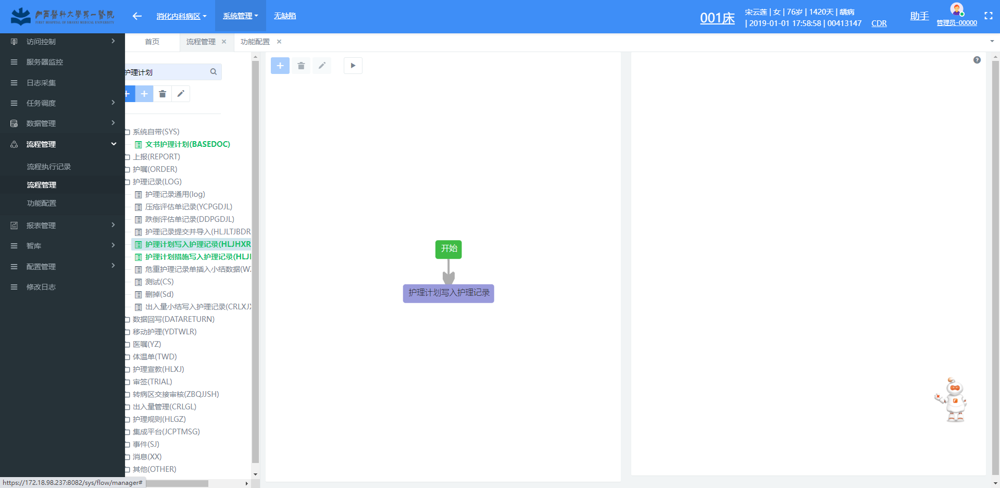 山西醫科大學第一醫院
FIRST HOSPITAL OF SHANXI MEDICAL UNIVERSITY
消化内科病区
系统管理
无缺陷
001床
宋云莲 | 女 | 76岁 | 1420天 | 髓病
| 2019-01-01 17:58:58 | 00413147
CDR
助手
管理员-00000
访问控制
服务器监控
日志采集
任务调度
数据管理
流程管理
流程执行记录
流程管理
功能配置
报表管理
智库
配置管理
修改日志
首页
流程管理
功能配置
护理计划
系统自带(SYS)
文书护理计划(BASEDOC)
上报(REPORT)
护嘱(ORDER)
护理记录(LOG)
护理记录通用(log)
压疮评估单记录(YCPGDJL)
跌倒评估单记录(DDPGDJL)
护理记录提交并导入(HLJLTJBDR
护理计划写入护理记录(HLJHXR
护理计划措施写入护理记录(HLJ
危重护理记录单插入小结数据(W
测试(CS)
删掉(Sd)
出入量小结写入护理记录(CRLXJ
数据回写(DATARETURN)
移动护理(YDTWLR)
医嘱(YZ)
体温单(TWD)
护理宣教(HLXJ)
审签(TRIAL)
转病区交接审核(ZBQJJSH)
出入量管理(CRLGL)
护理规则(HLGZ)
集成平台(JCPTMSG)
事件(SJ)
消息(XX)
其他(OTHER)
开始
护理计划写入护理记录
https://172.18.98.237:8082/sys/flow/manager#